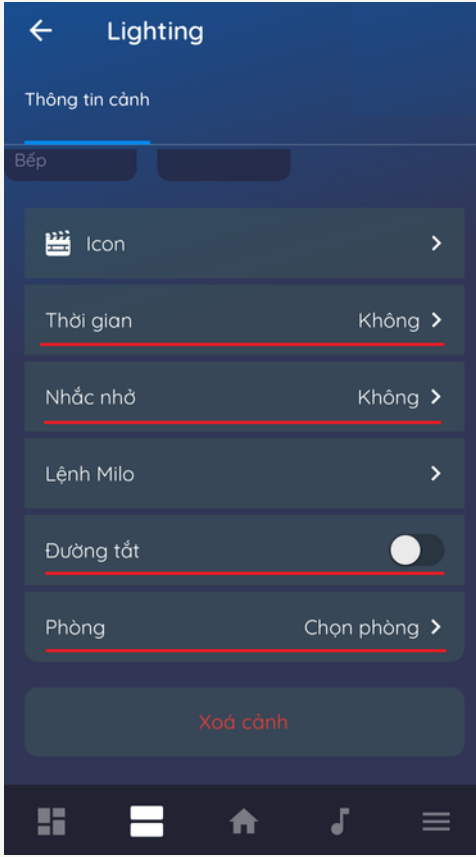 Lighting
Thông tin cảnh
Bếp
Icon
Thời gian Không
Nhắc nhở Không
Lệnh Milo
Đường tắt
Phòng Chọn phòng
Xoá cảnh